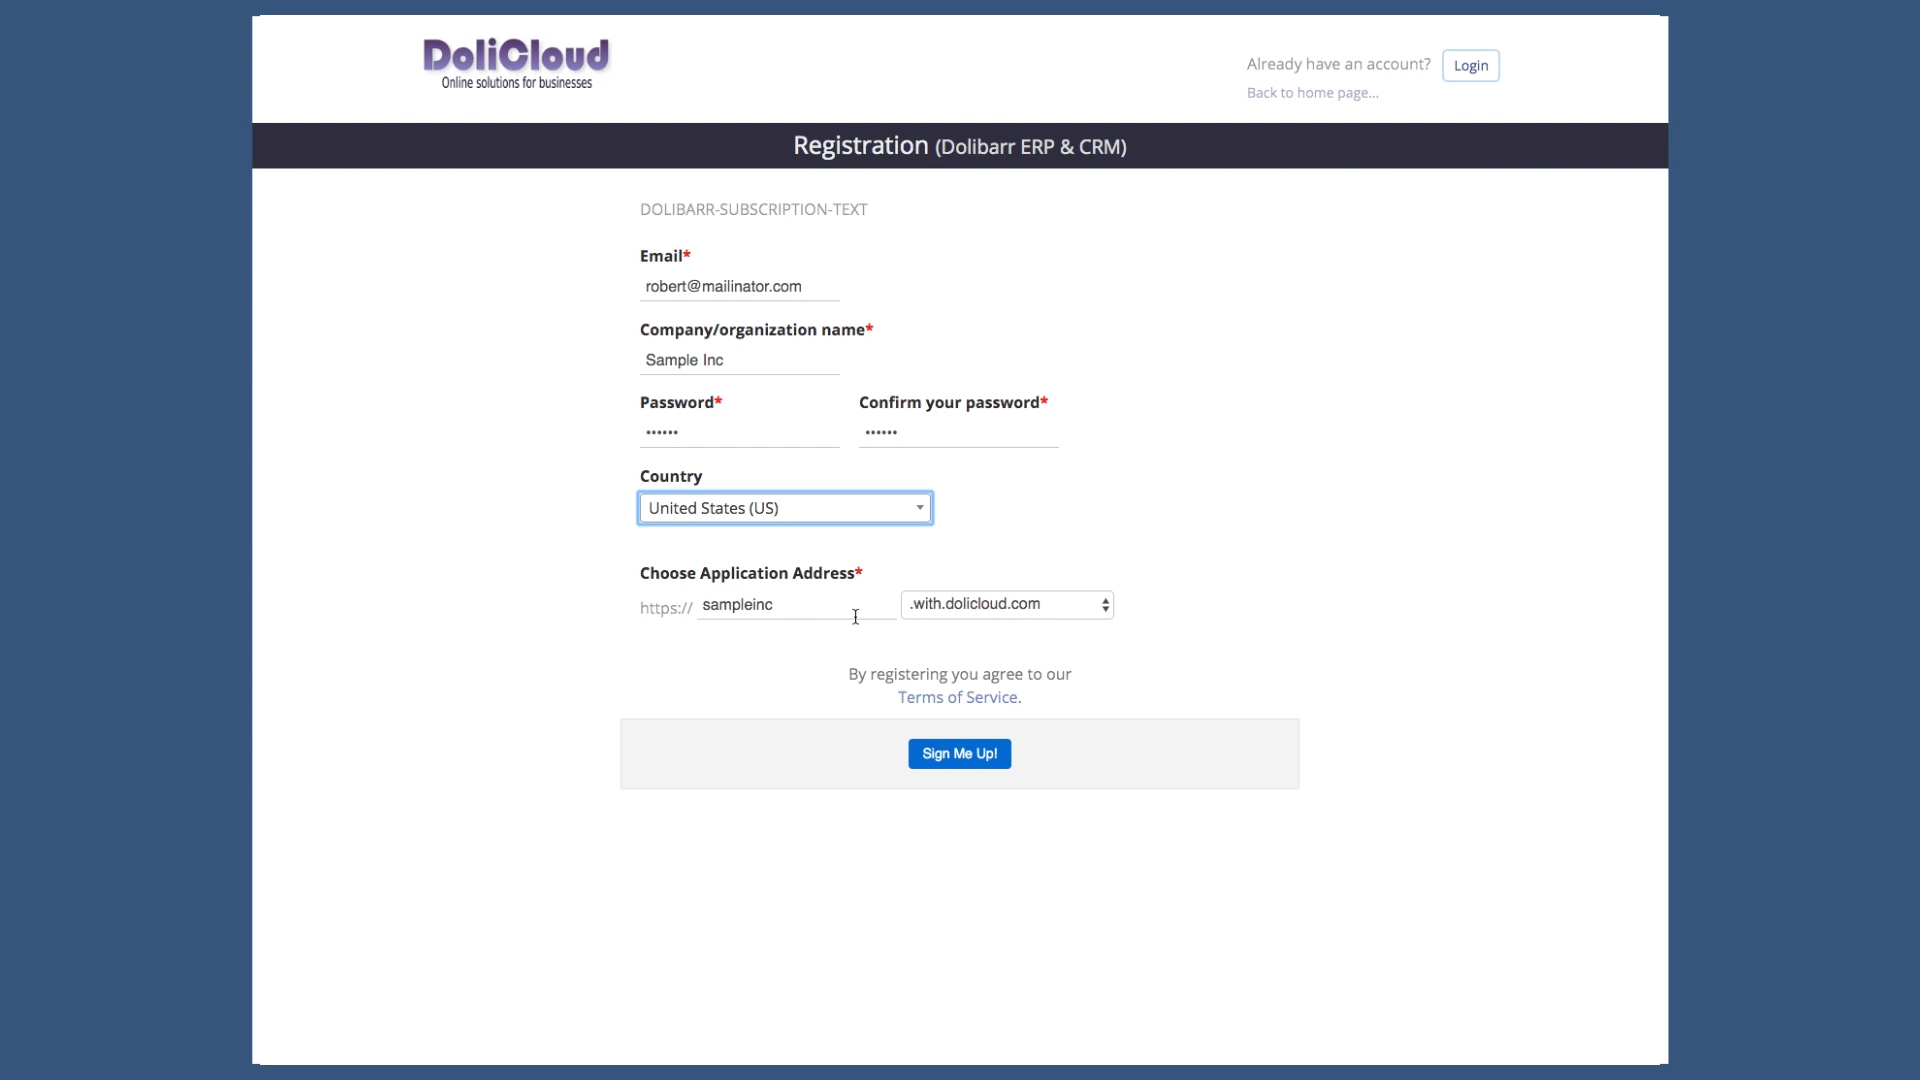 DoliCloud
Online solutions for businesses
Already have an account? Login
Back to home page...
Registration (Dolibarr ERP & CRM)
DOLIBARR-SUBSCRIPTION-TEXT
Email*
robert@mailinator.com
Company/organization name*
Sample Inc
Password* Confirm your password*
•••••• ••••••
Country
United States (US)
Choose Application Address*
https:// sampleinc .with.dolicloud.com
By registering you agree to our
Terms of Service.
Sign Me Up!